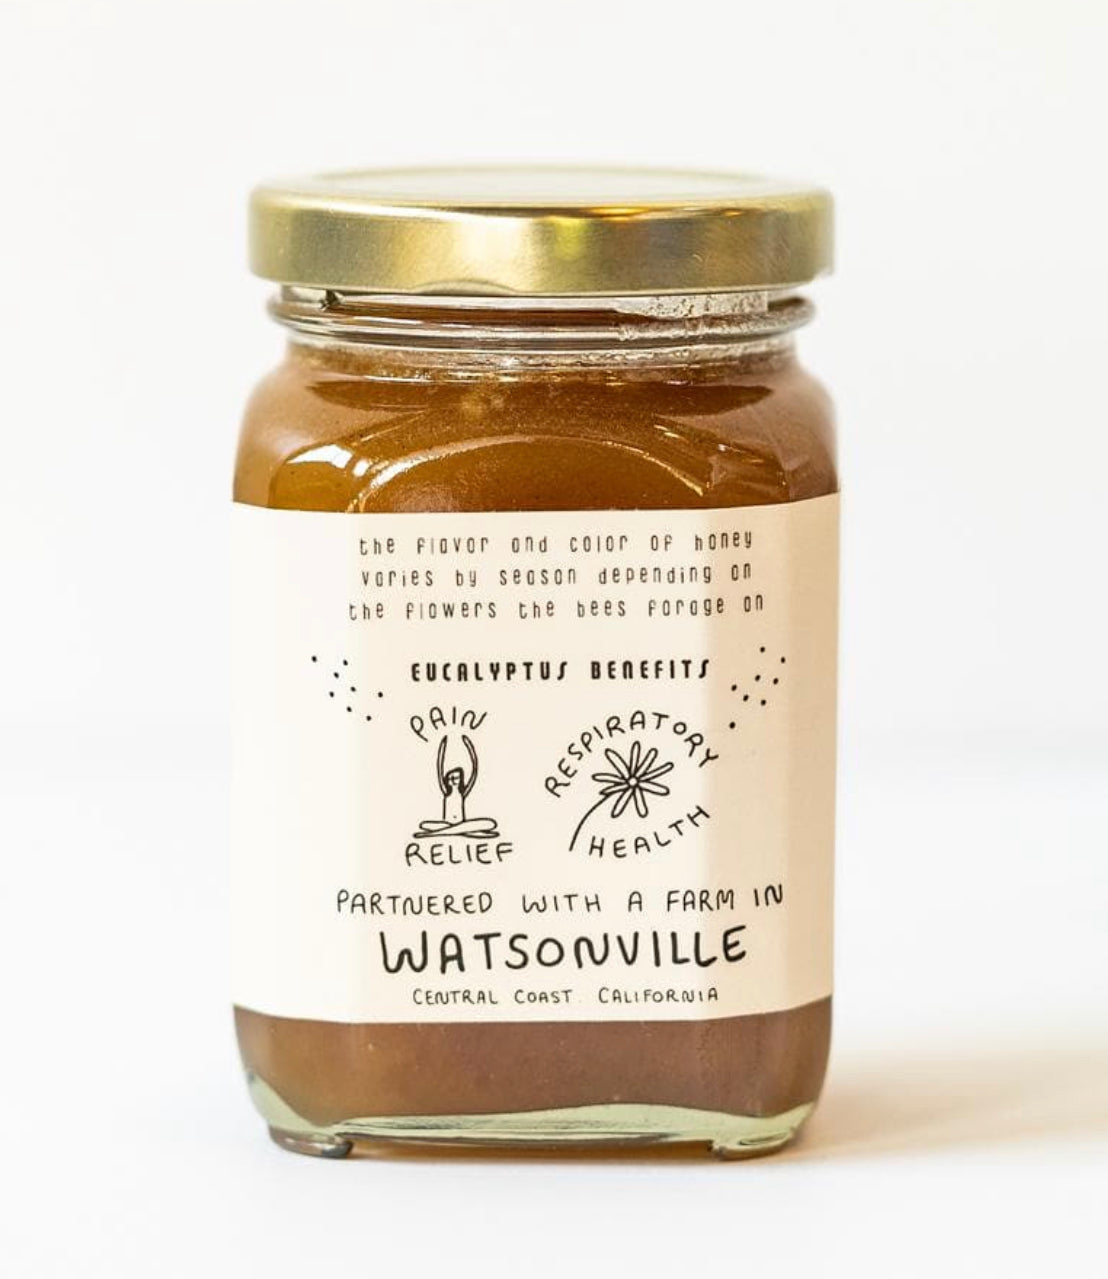 the flavor and color of honey
varies by season depending on
the flowers the bees forage on
EUCALYPTUS BENEFITS
PAIN
RELIEF
RESPIRATORY
HEALTH
PARTNERED WITH A FARM IN
WATSONVILLE
CENTRAL COAST CALIFORNIA